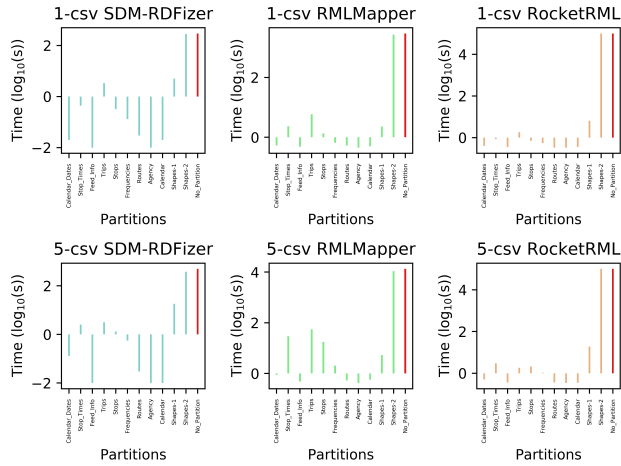 1-csv SDM-RDFizer
Time (log10(s))
2
0
−2
Calendar_Dates
Stop_Times
Feed_Info
Trips
Stops
Frequencies
Routes
Agency
Calendar
Shapes-1
Shapes-2
No_Partition
Partitions
1-csv RMLMapper
Time (log10(s))
2
0
Calendar_Dates
Stop_Times
Feed_Info
Trips
Stops
Frequencies
Routes
Agency
Calendar
Shapes-1
Shapes-2
No_Partition
Partitions
1-csv RocketRML
Time (log10(s))
4
2
0
Calendar_Dates
Stop_Times
Feed_Info
Trips
Stops
Frequencies
Routes
Agency
Calendar
Shapes-1
Shapes-2
No_Partition
Partitions
5-csv SDM-RDFizer
Time (log10(s))
2
0
−2
Calendar_Dates
Stop_Times
Feed_Info
Trips
Stops
Frequencies
Routes
Agency
Calendar
Shapes-1
Shapes-2
No_Partition
Partitions
5-csv RMLMapper
Time (log10(s))
4
2
0
Calendar_Dates
Stop_Times
Feed_Info
Trips
Stops
Frequencies
Routes
Agency
Calendar
Shapes-1
Shapes-2
No_Partition
Partitions
5-csv RocketRML
Time (log10(s))
4
2
0
Calendar_Dates
Stop_Times
Feed_Info
Trips
Stops
Frequencies
Routes
Agency
Calendar
Shapes-1
Shapes-2
No_Partition
Partitions